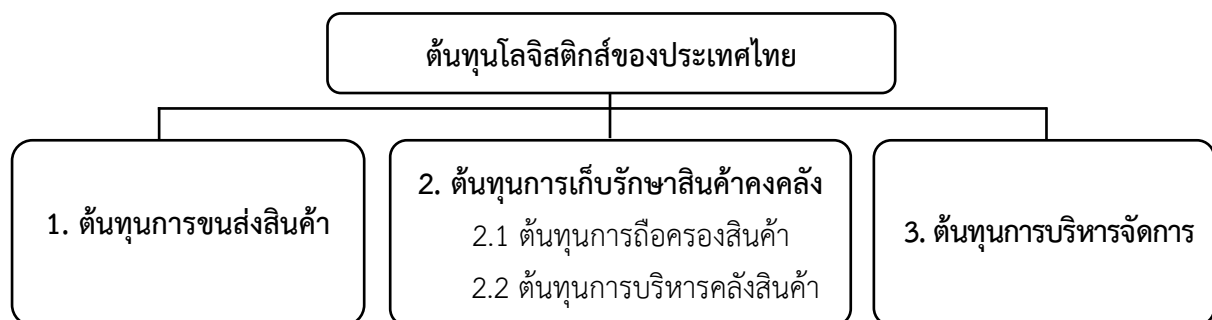 ต้นทุนโลจิสติกส์ของประเทศไทย
1. ต้นทุนการขนส่งสินค้า
2. ต้นทุนการเก็บรักษาสินค้าคงคลัง
2.1 ต้นทุนการถือครองสินค้า
2.2 ต้นทุนการบริหารคลังสินค้า
3. ต้นทุนการบริหารจัดการ